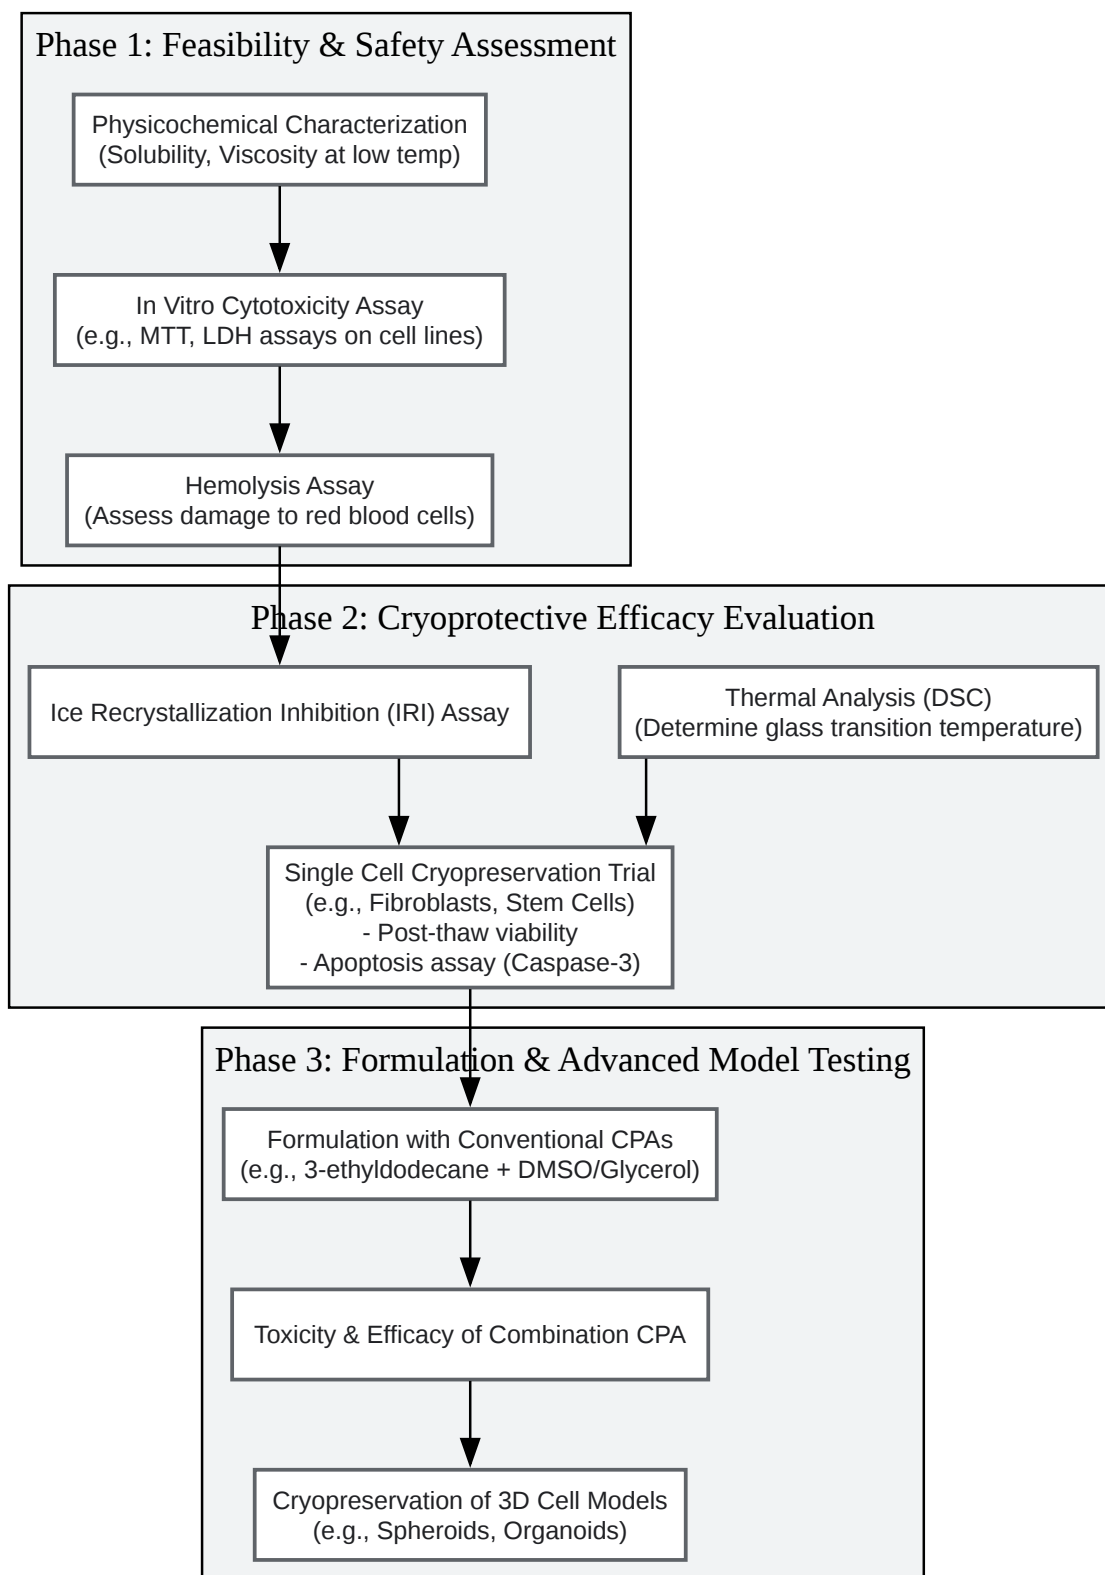 Phase 1: Feasibility & Safety Assessment
Physicochemical Characterization
(Solubility, Viscosity at low temp)
In Vitro Cytotoxicity Assay
(e.g., MTT, LDH assays on cell lines)
Hemolysis Assay
(Assess damage to red blood cells)
Phase 2: Cryoprotective Efficacy Evaluation
Ice Recrystallization Inhibition (IRI) Assay
Thermal Analysis (DSC)
(Determine glass transition temperature)
Single Cell Cryopreservation Trial
(e.g., Fibroblasts, Stem Cells)
- Post-thaw viability
- Apoptosis assay (Caspase-3)
Phase 3: Formulation & Advanced Model Testing
Formulation with Conventional CPAs
(e.g., 3-ethyldodecane + DMSO/Glycerol)
Toxicity & Efficacy of Combination CPA
Cryopreservation of 3D Cell Models
(e.g., Spheroids, Organoids)